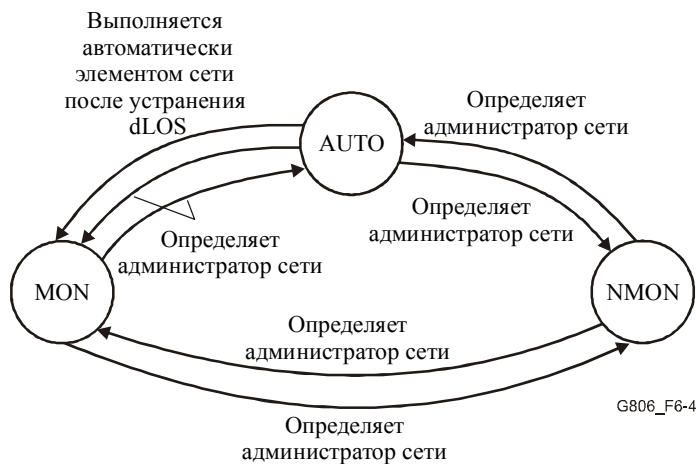 Выполняется
автоматически
элементом сети
после устранения
dLOS
AUTO
Определяет
администратор сети
Определяет
администратор сети
Определяет
администратор сети
MON
NMON
Определяет
администратор сети
G806_F6-4
Определяет
администратор сети